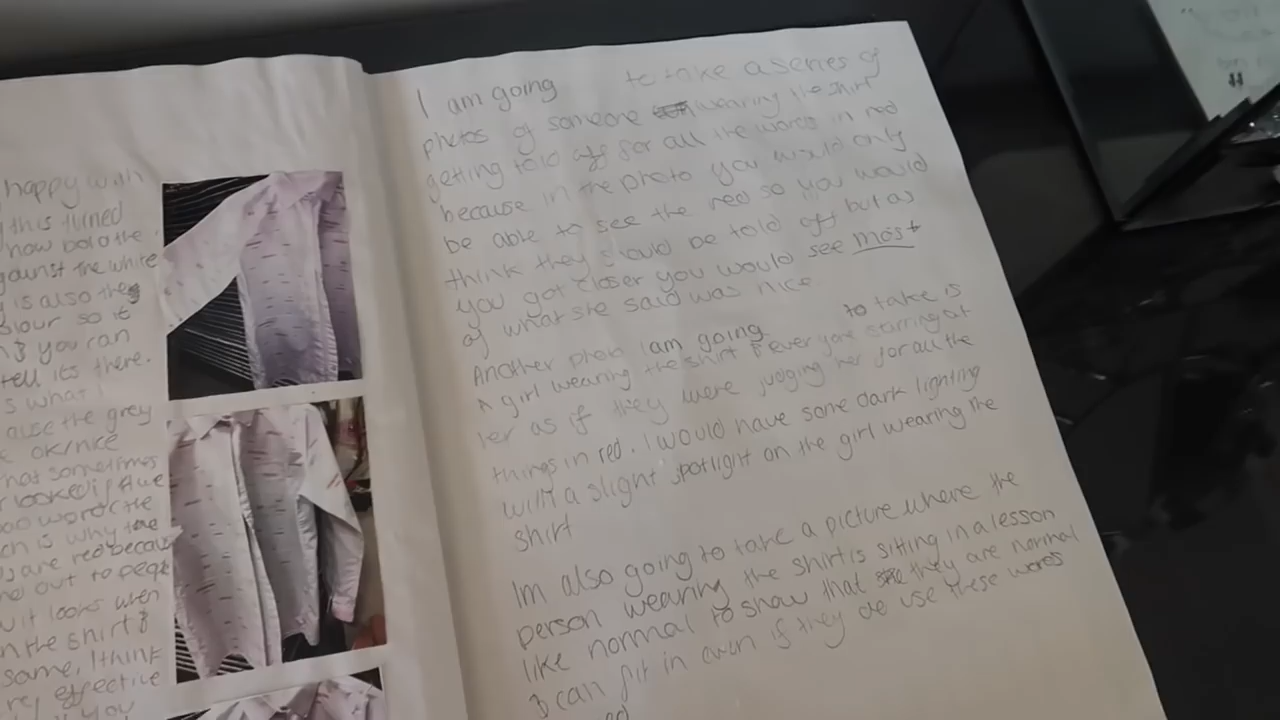 happy with
this turned
how bold the
against the white
is also the
colour so it
& you can
tell its there.
s what I
ause the grey
ok/nice
hat sometimes
looked if
word the
is why the
are red because
out to people
it looks when
n the shirt &
same, I think
effective
you
I am going to take a series of
photos of someone wearing the shirt
getting told off for all the words in red
because in the photo you would only
be able to see the red so you would
think they should be told off but as
you got closer you would see most
of what she said was nice.
Another photo I am going to take is
A girl wearing the shirt & everyone starring at
her as if they were judging her for all the
things in red. I would have some dark lighting
with a slight spotlight on the girl wearing the
shirt
Im also going to take a picture where the
person wearing the shirt is sitting in a lesson
like normal to show that they are normal
& can fit in even if they do use these words